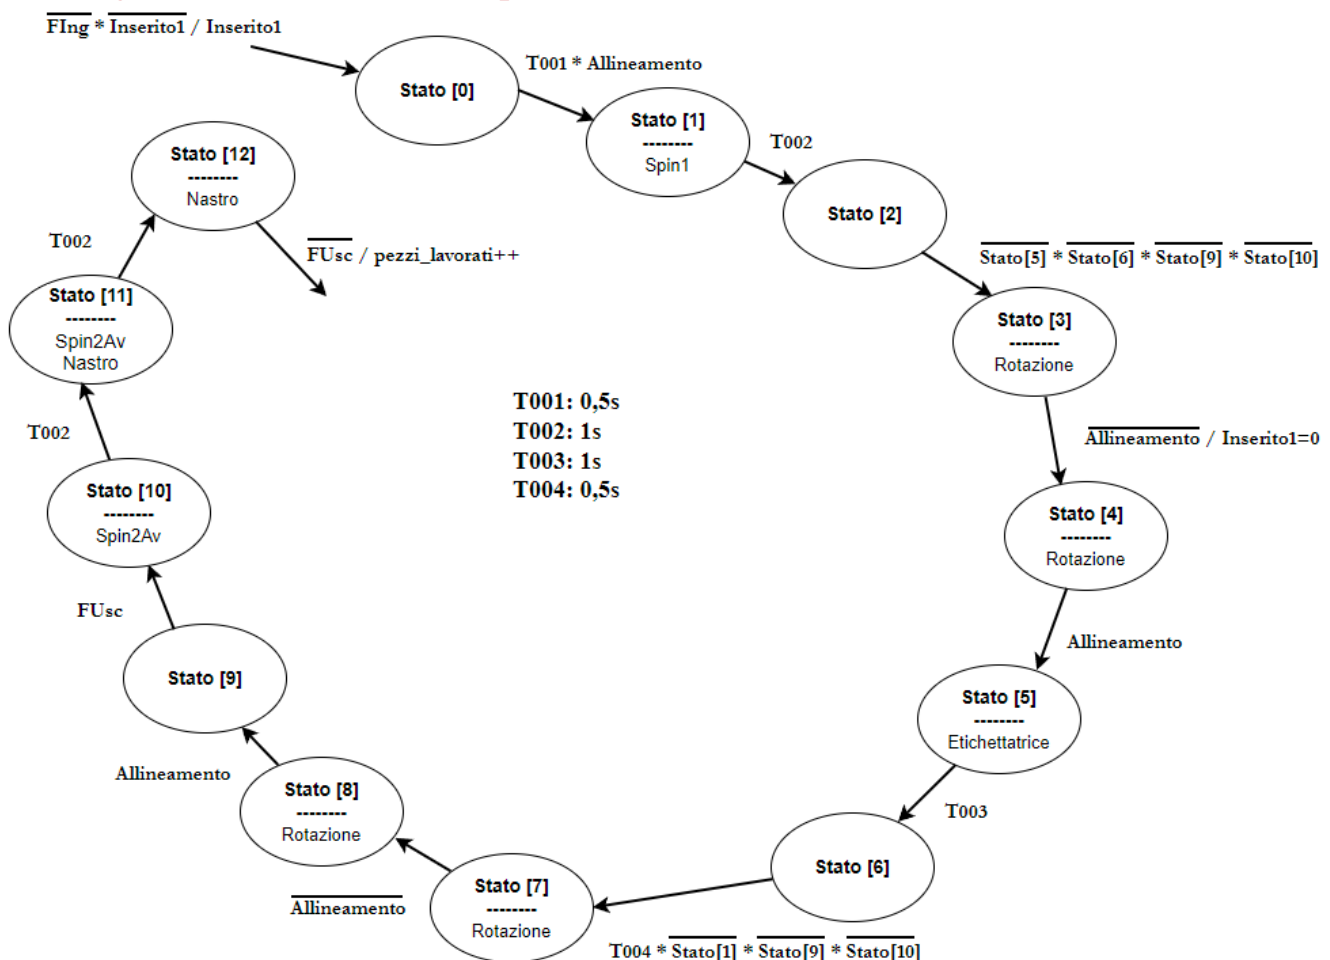 FIng * Inserito1 / Inserito1
Stato [0]
T001 * Allineamento
Stato [1]
--------
Spin1
T002
Stato [2]
Stato[5] * Stato[6] * Stato[9] * Stato[10]
Stato [3]
--------
Rotazione
Allineamento / Inserito1=0
Stato [4]
--------
Rotazione
Allineamento
Stato [5]
--------
Etichettatrice
T003
Stato [6]
T004 * Stato[1] * Stato[9] * Stato[10]
Stato [7]
--------
Rotazione
Allineamento
Stato [8]
--------
Rotazione
Allineamento
Stato [9]
FUsc
Stato [10]
--------
Spin2Av
T002
Stato [11]
--------
Spin2Av
Nastro
T002
Stato [12]
--------
Nastro
FUsc / pezzi_lavorati++
T001: 0,5s
T002: 1s
T003: 1s
T004: 0,5s